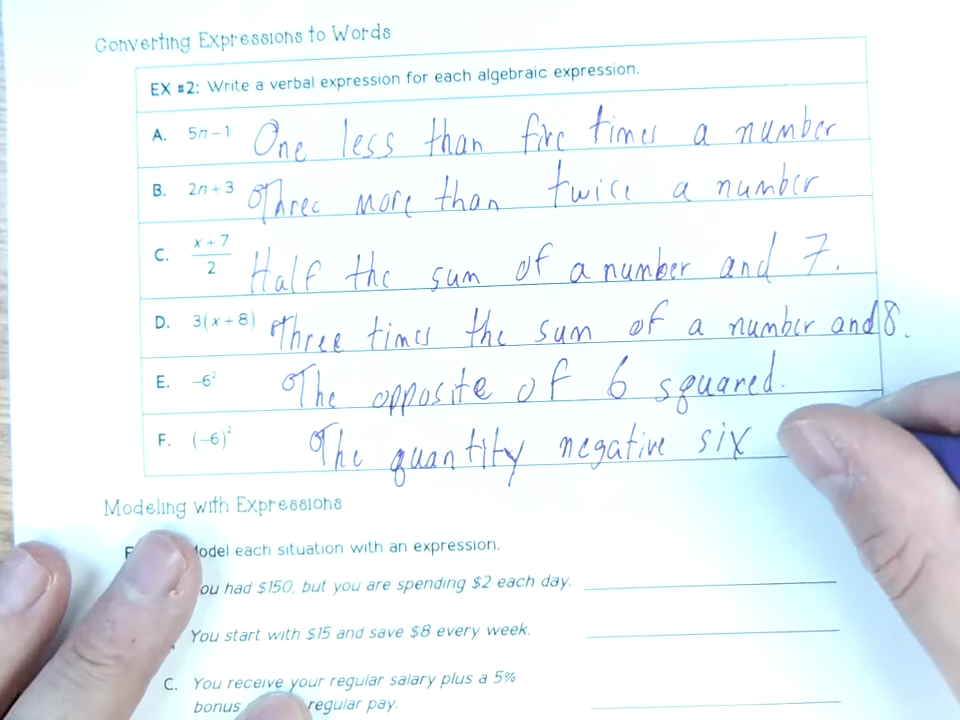 Converting Expressions to Words
EX #2: Write a verbal expression for each algebraic expression.
A. 5n - 1 One less than five times a number
B. 2n + 3 Three more than twice a number
C. x + 7 / 2 Half the sum of a number and 7.
D. 3(x + 8) Three times the sum of a number and 8.
E. -6² The opposite of 6 squared.
F. (-6)² The quantity negative six
Modeling with Expressions
odel each situation with an expression.
ou had $150, but you are spending $2 each day.
You start with $15 and save $8 every week.
C. You receive your regular salary plus a 5%
bonus regular pay.